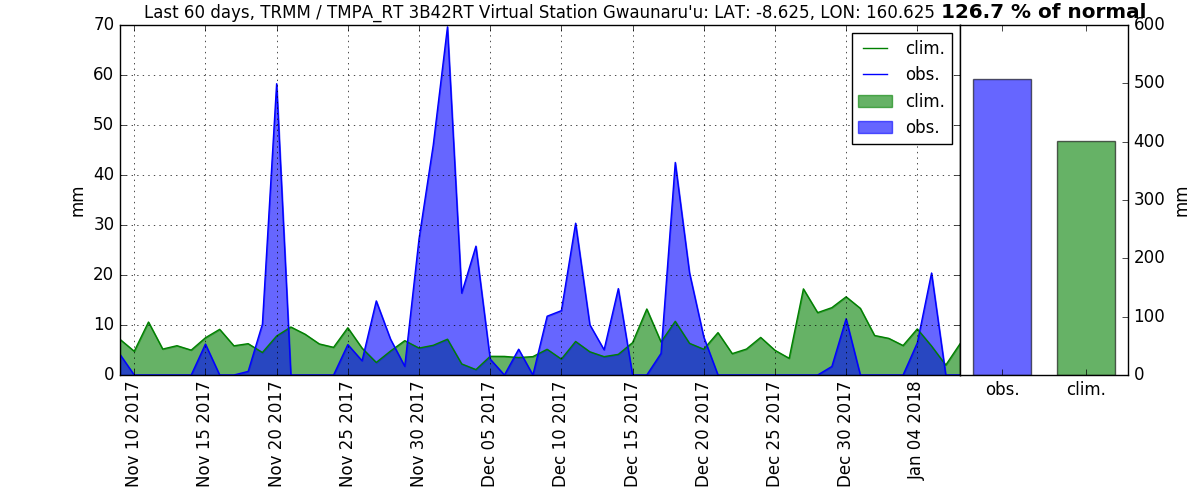 Last 60 days, TRMM / TMPA_RT 3B42RT Virtual Station Gwaunaru'u: LAT: -8.625, LON: 160.625 126.7 % of normal
70
60
50
40
30
20
10
0
mm
clim.
obs.
clim.
obs.
600
500
400
300
200
100
0
mm
Nov 10 2017
Nov 15 2017
Nov 20 2017
Nov 25 2017
Nov 30 2017
Dec 05 2017
Dec 10 2017
Dec 15 2017
Dec 20 2017
Dec 25 2017
Dec 30 2017
Jan 04 2018
obs.
clim.